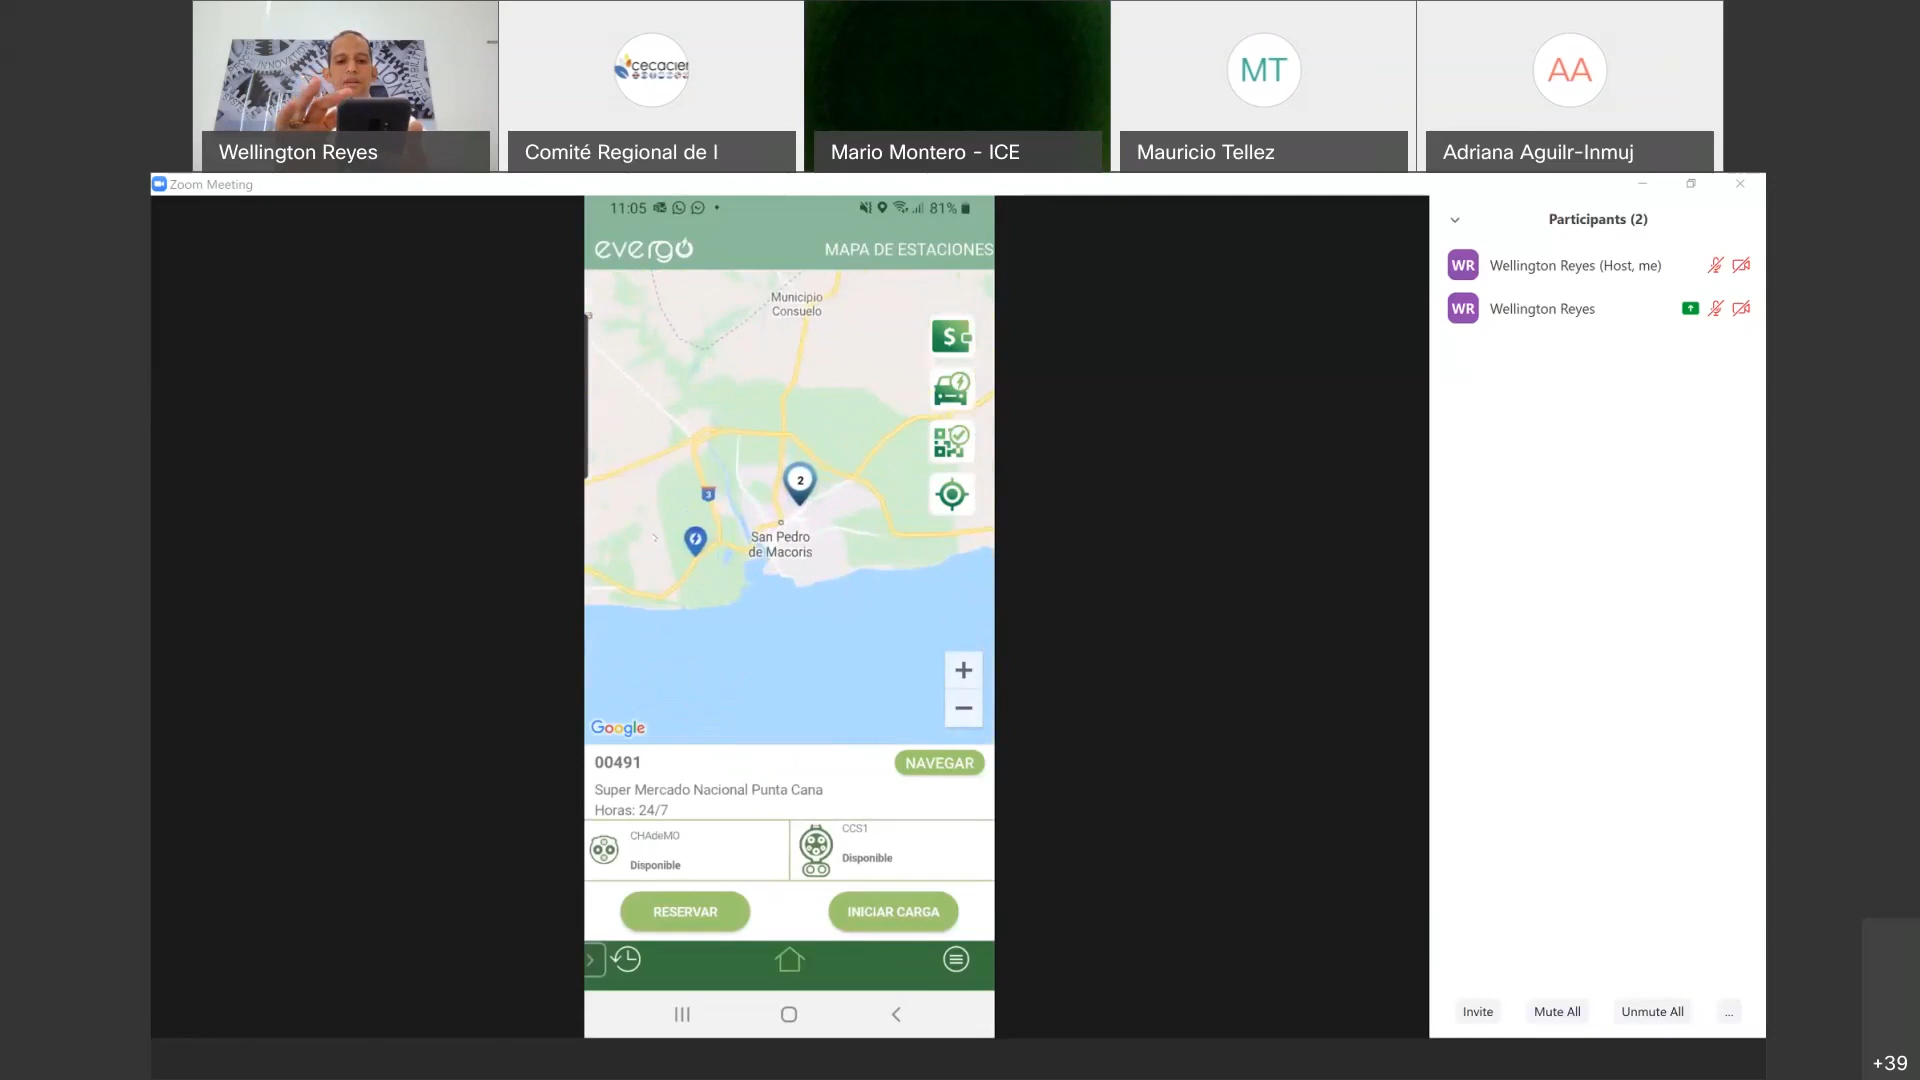 INNOVATION
cecacier
MT
AA
Wellington Reyes
Comité Regional de I
Mario Montero - ICE
Mauricio Tellez
Adriana Aguilr-Inmuj
Zoom Meeting
11:05
81%
evergo
MAPA DE ESTACIONES
Municipio
Consuelo
$
3
2
San Pedro
de Macoris
+
−
Google
00491
NAVEGAR
Super Mercado Nacional Punta Cana
Horas: 24/7
CHAdeMO
Disponible
CCS1
Disponible
RESERVAR
INICIAR CARGA
Participants (2)
WR
Wellington Reyes (Host, me)
WR
Wellington Reyes
Invite
Mute All
Unmute All
...
+39